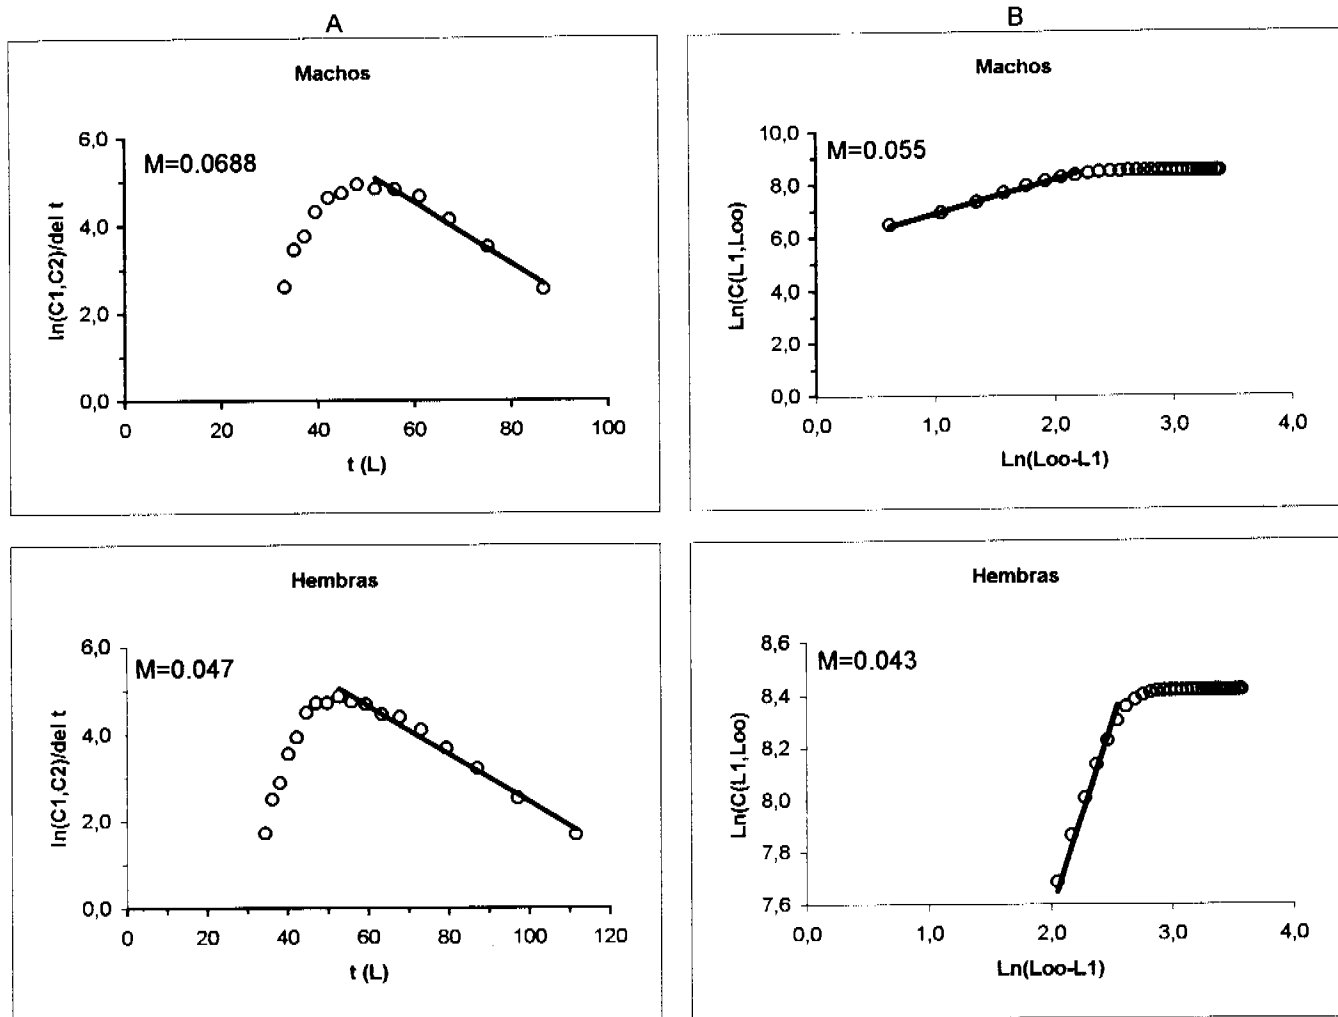 A
Machos
M=0.0688
ln(C1,C2)/del t
6,0
4,0
2,0
0,0
0
20
40
60
80
100
t (L)
B
Machos
M=0.055
Ln(C(L1,Loo)
10,0
8,0
6,0
4,0
2,0
0,0
0,0
1,0
2,0
3,0
4,0
Ln(Loo-L1)
Hembras
M=0.047
ln(C1,C2)/del t
6,0
4,0
2,0
0,0
0
20
40
60
80
100
120
t (L)
Hembras
M=0.043
Ln(C(L1,Loo)
8,6
8,4
8,2
8,0
7,8
7,6
0,0
1,0
2,0
3,0
4,0
Ln(Loo-L1)